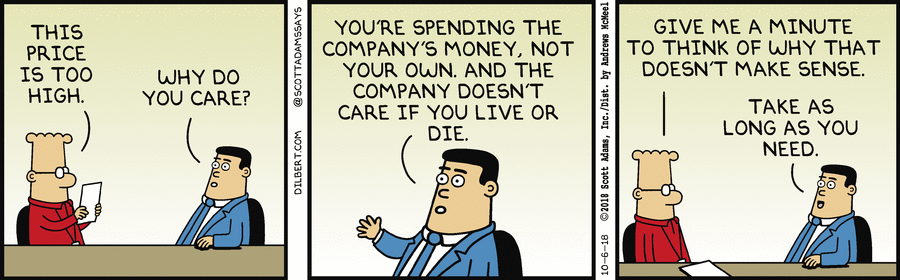 THIS
PRICE
IS TOO
HIGH.
WHY DO
YOU CARE?
DILBERT.COM @SCOTTADAMSSAYS
YOU'RE SPENDING THE
COMPANY'S MONEY, NOT
YOUR OWN. AND THE
COMPANY DOESN'T
CARE IF YOU LIVE OR
DIE.
10-6-18 ©2018 Scott Adams, Inc./Dist. by Andrews McMeel
GIVE ME A MINUTE
TO THINK OF WHY THAT
DOESN'T MAKE SENSE.
TAKE AS
LONG AS YOU
NEED.